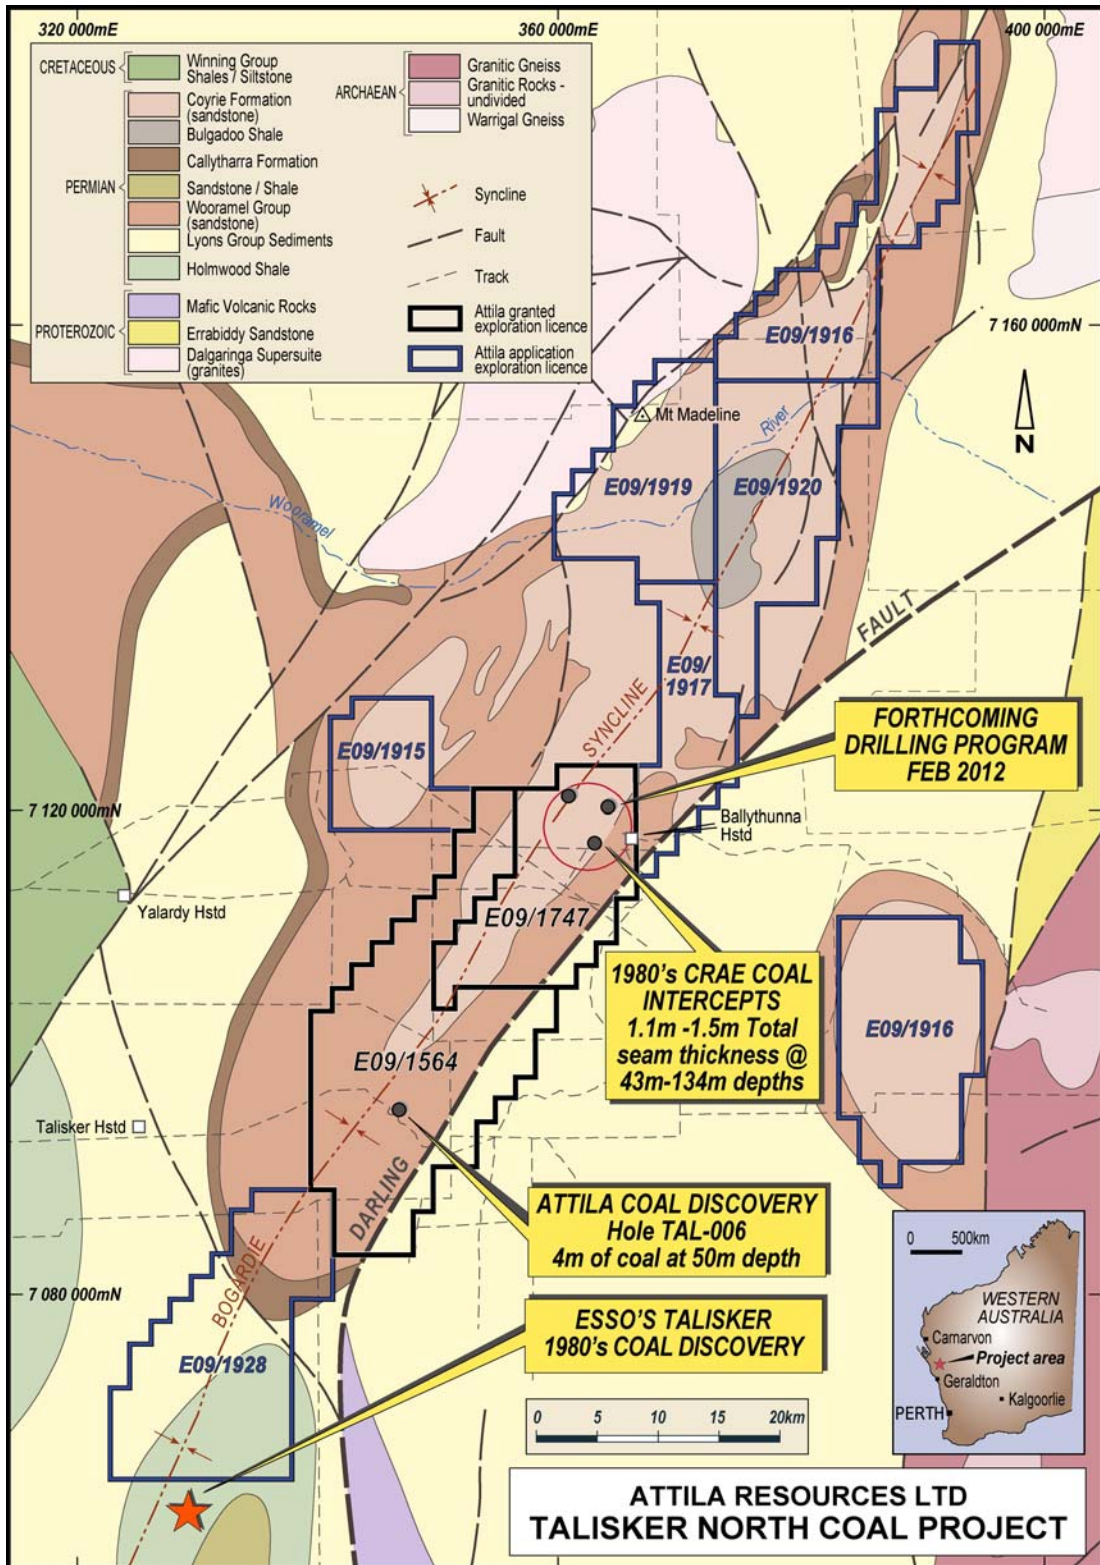 320 000mE
360 000mE
400 000mE
CRETACEOUS
Winning Group
Shales / Siltstone
PERMIAN
Coyrie Formation
(sandstone)
Bulgadoo Shale
Callytharra Formation
Sandstone / Shale
Wooramel Group
(sandstone)
Lyons Group Sediments
Holmwood Shale
PROTEROZOIC
Mafic Volcanic Rocks
Errabiddy Sandstone
Dalgaringa Supersuite
(granites)
ARCHAEAN
Granitic Gneiss
Granitic Rocks -
undivided
Warrigal Gneiss
Syncline
Fault
Track
Attila granted
exploration licence
Attila application
exploration licence
7 160 000mN
E09/1916
Mt Madeline
River
N
E09/1919
E09/1920
Wooramel
FAULT
E09/
1917
SYNCLINE
FORTHCOMING
DRILLING PROGRAM
FEB 2012
E09/1915
7 120 000mN
Ballythunna
Hstd
Yalardy Hstd
E09/1747
1980's CRAE COAL
INTERCEPTS
1.1m -1.5m Total
seam thickness @
43m-134m depths
E09/1916
E09/1564
Talisker Hstd
DARLING
ATTILA COAL DISCOVERY
Hole TAL-006
4m of coal at 50m depth
BOGARDIE
7 080 000mN
ESSO'S TALISKER
1980's COAL DISCOVERY
E09/1928
0 500km
WESTERN
AUSTRALIA
Carnarvon
Project area
Geraldton
Kalgoorlie
PERTH
0 5 10 15 20km
ATTILA RESOURCES LTD
TALISKER NORTH COAL PROJECT